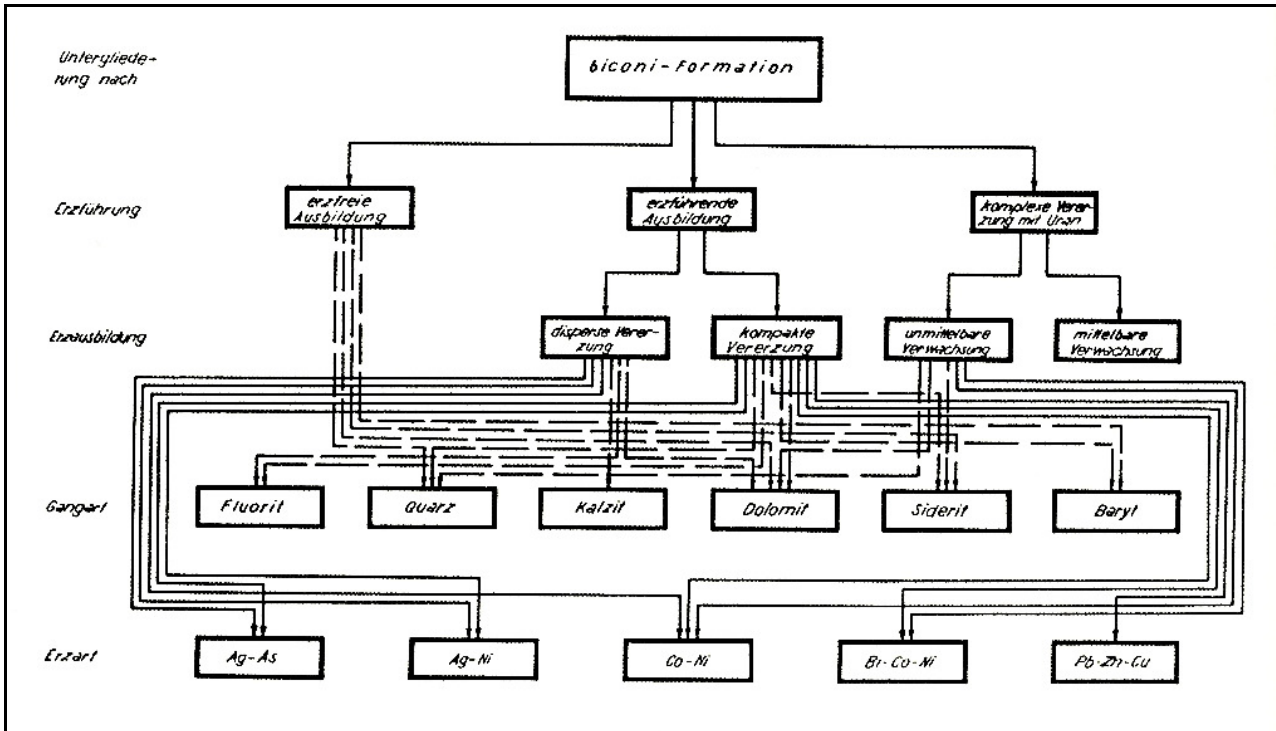 Untergliede-
rung nach
biconi-Formation
Erzführung
erzfreie
Ausbildung
erzführende
Ausbildung
komplexe Verer-
zung mit Uran
Erzausbildung
disperse Verer-
zung
kompakte
Vererzung
unmittelbare
Verwachsung
mittelbare
Verwachsung
Gangart
Fluorit
Quarz
Kalzit
Dolomit
Siderit
Baryt
Erzart
Ag-As
Ag-Ni
Co-Ni
Bi-Co-Ni
Pb-Zn-Cu